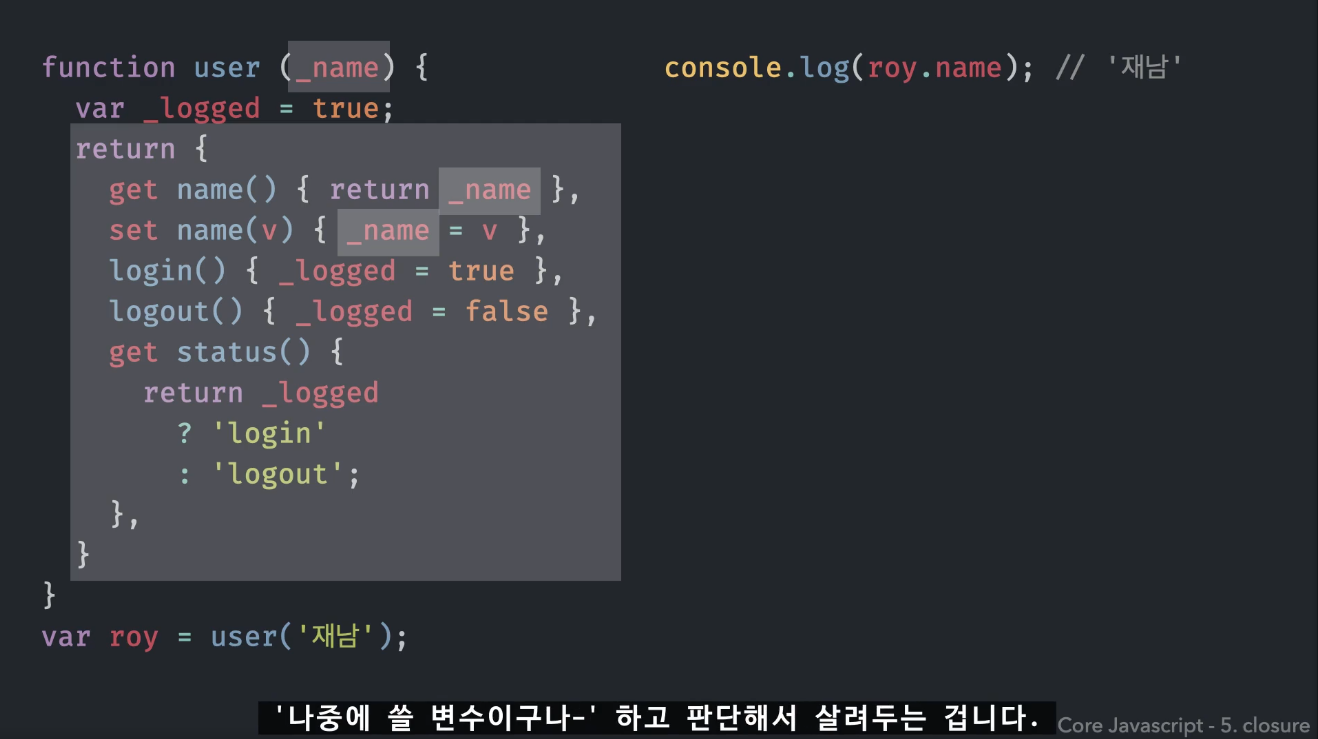 function user (_name) {
  var _logged = true;
  return {
    get name() { return _name },
    set name(v) { _name = v },
    login() { _logged = true },
    logout() { _logged = false },
    get status() {
      return _logged
        ? 'login'
        : 'logout';
    },
  }
}
var roy = user('재남');
console.log(roy.name); // '재남'
'나중에 쓸 변수이구나-' 하고 판단해서 살려두는 겁니다.
Core Javascript - 5. closure